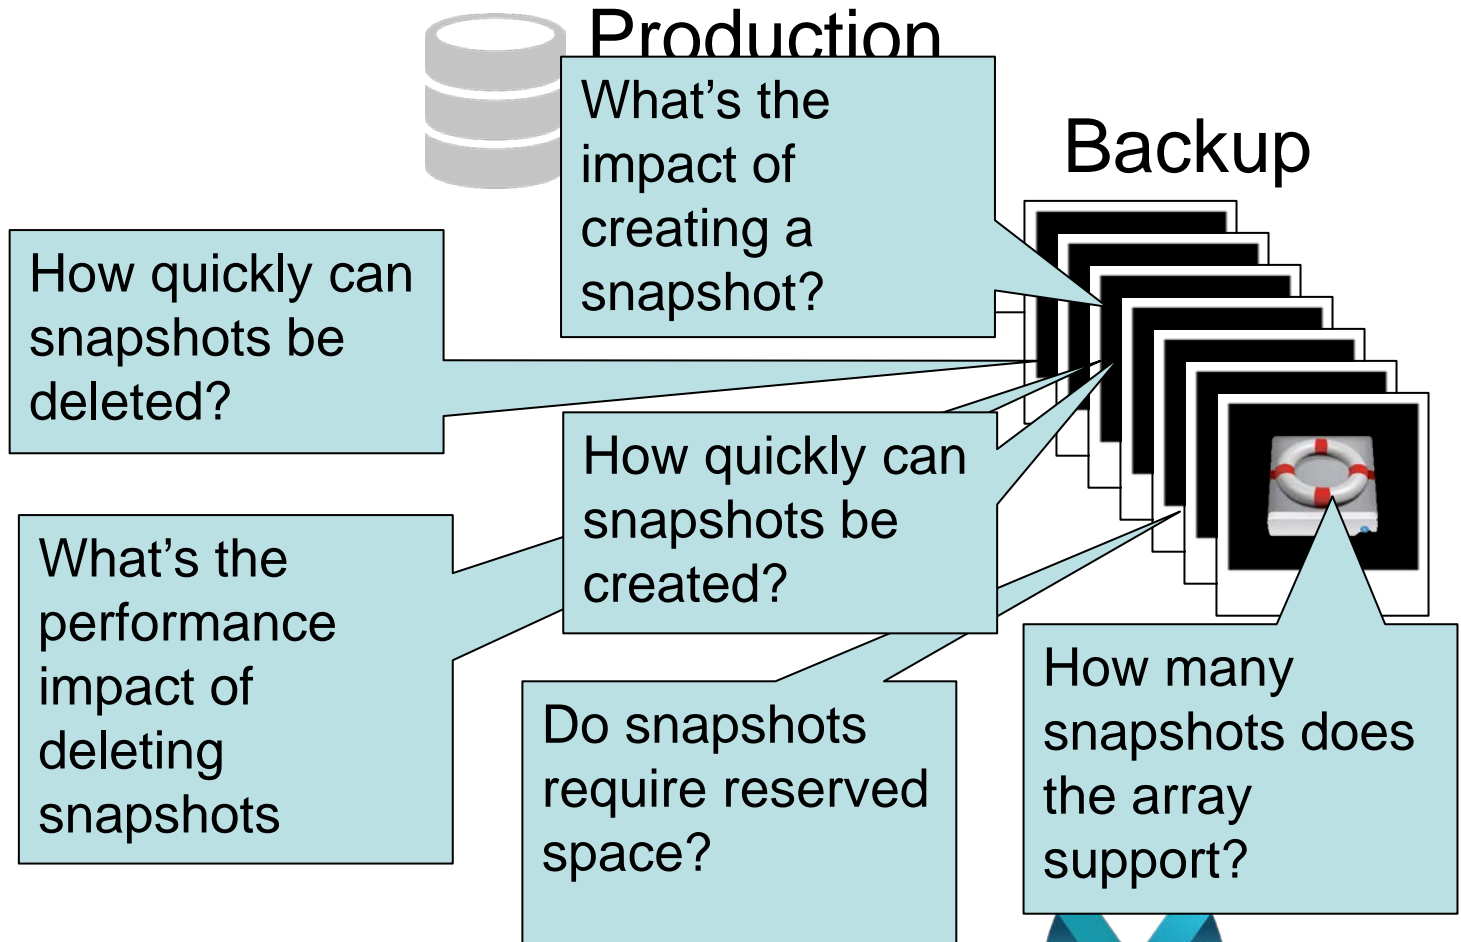 Production
What’s the
impact of
creating a
snapshot?
Backup
How quickly can
snapshots be
deleted?
How quickly can
snapshots be
created?
What’s the
performance
impact of
deleting
snapshots
Do snapshots
require reserved
space?
How many
snapshots does
the array
support?